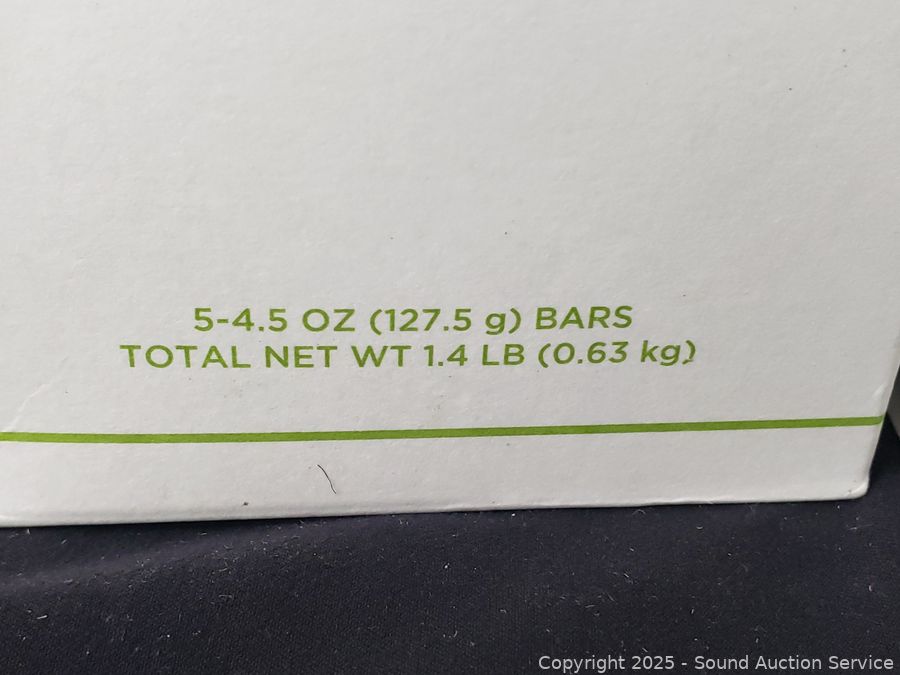 5-4.5 OZ (127.5 g) BARS
TOTAL NET WT 1.4 LB (0.63 kg)
Copyright 2025 - Sound Auction Service